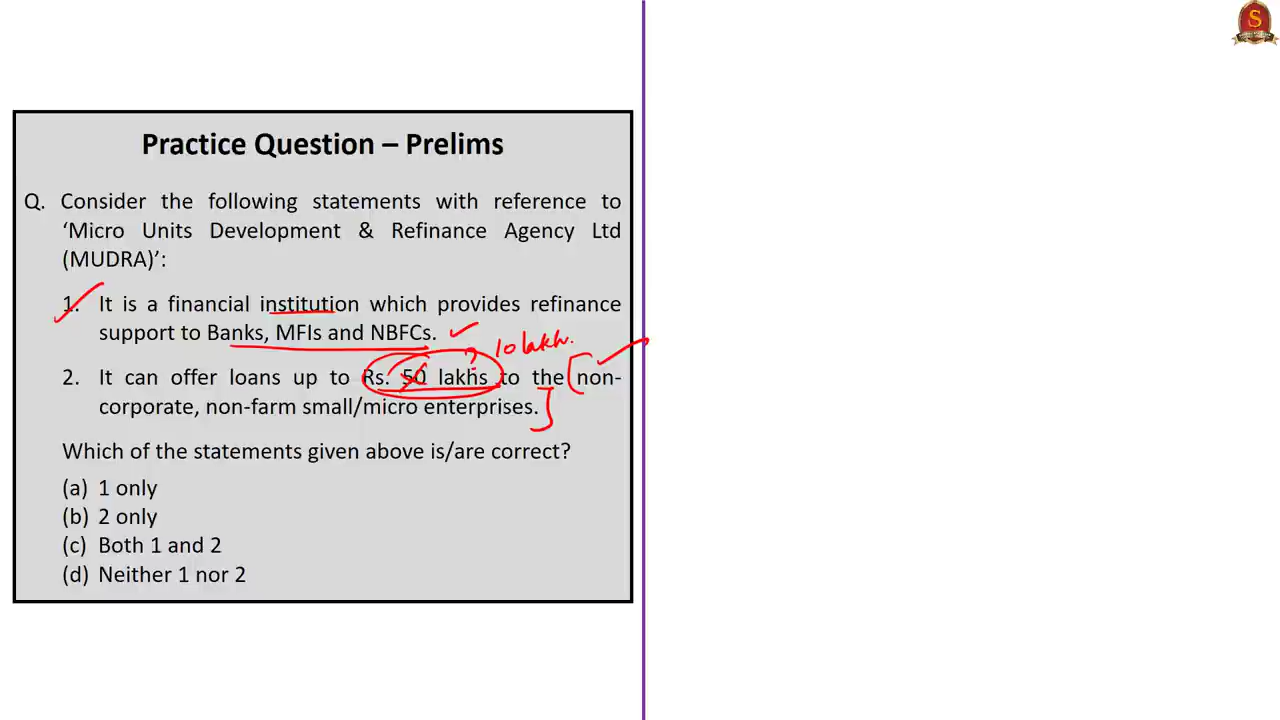 S
Practice Question – Prelims
Q. Consider the following statements with reference to
‘Micro Units Development & Refinance Agency Ltd
(MUDRA)’:
1. It is a financial institution which provides refinance
support to Banks, MFIs and NBFCs.
10 lakh.
2. It can offer loans up to Rs. 50 lakhs to the non-
corporate, non-farm small/micro enterprises.
Which of the statements given above is/are correct?
(a) 1 only
(b) 2 only
(c) Both 1 and 2
(d) Neither 1 nor 2